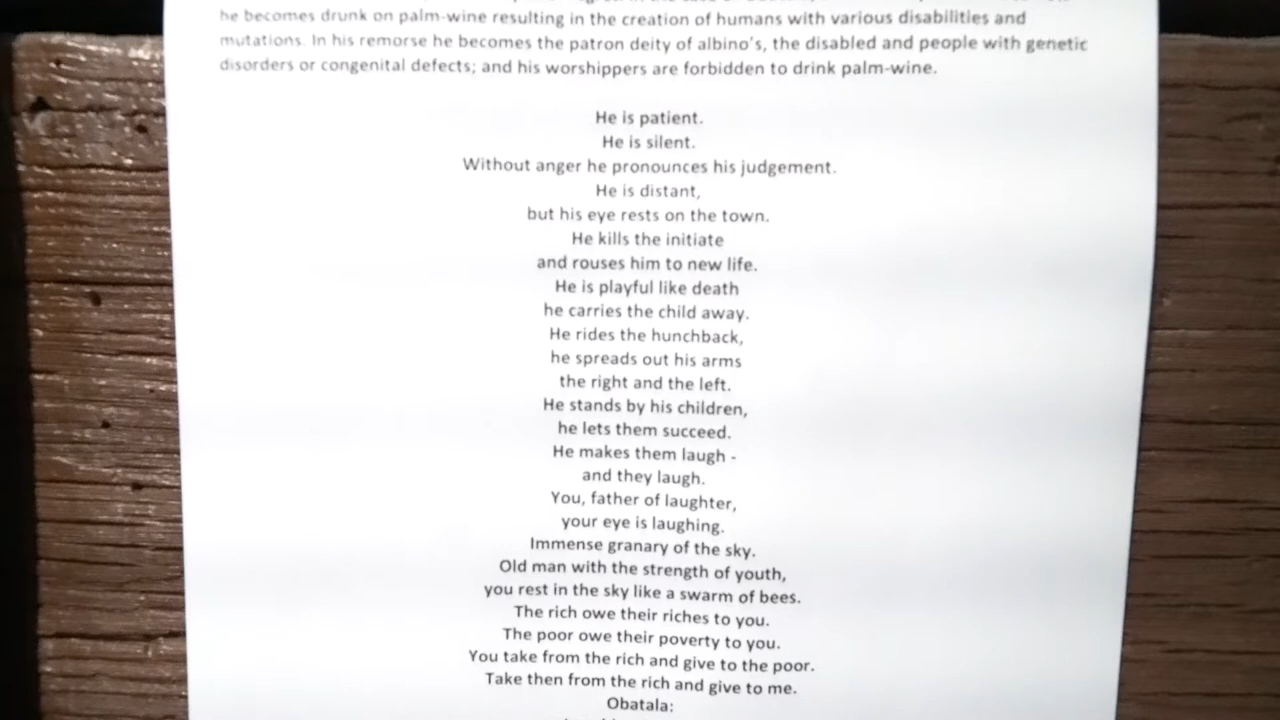 he becomes drunk on palm-wine resulting in the creation of humans with various disabilities and
mutations. In his remorse he becomes the patron deity of albino's, the disabled and people with genetic
disorders or congenital defects; and his worshippers are forbidden to drink palm-wine.
He is patient.
He is silent.
Without anger he pronounces his judgement.
He is distant,
but his eye rests on the town.
He kills the initiate
and rouses him to new life.
He is playful like death
he carries the child away.
He rides the hunchback,
he spreads out his arms
the right and the left.
He stands by his children,
he lets them succeed.
He makes them laugh -
and they laugh.
You, father of laughter,
your eye is laughing.
Immense granary of the sky.
Old man with the strength of youth,
you rest in the sky like a swarm of bees.
The rich owe their riches to you.
The poor owe their poverty to you.
You take from the rich and give to the poor.
Take then from the rich and give to me.
Obatala: